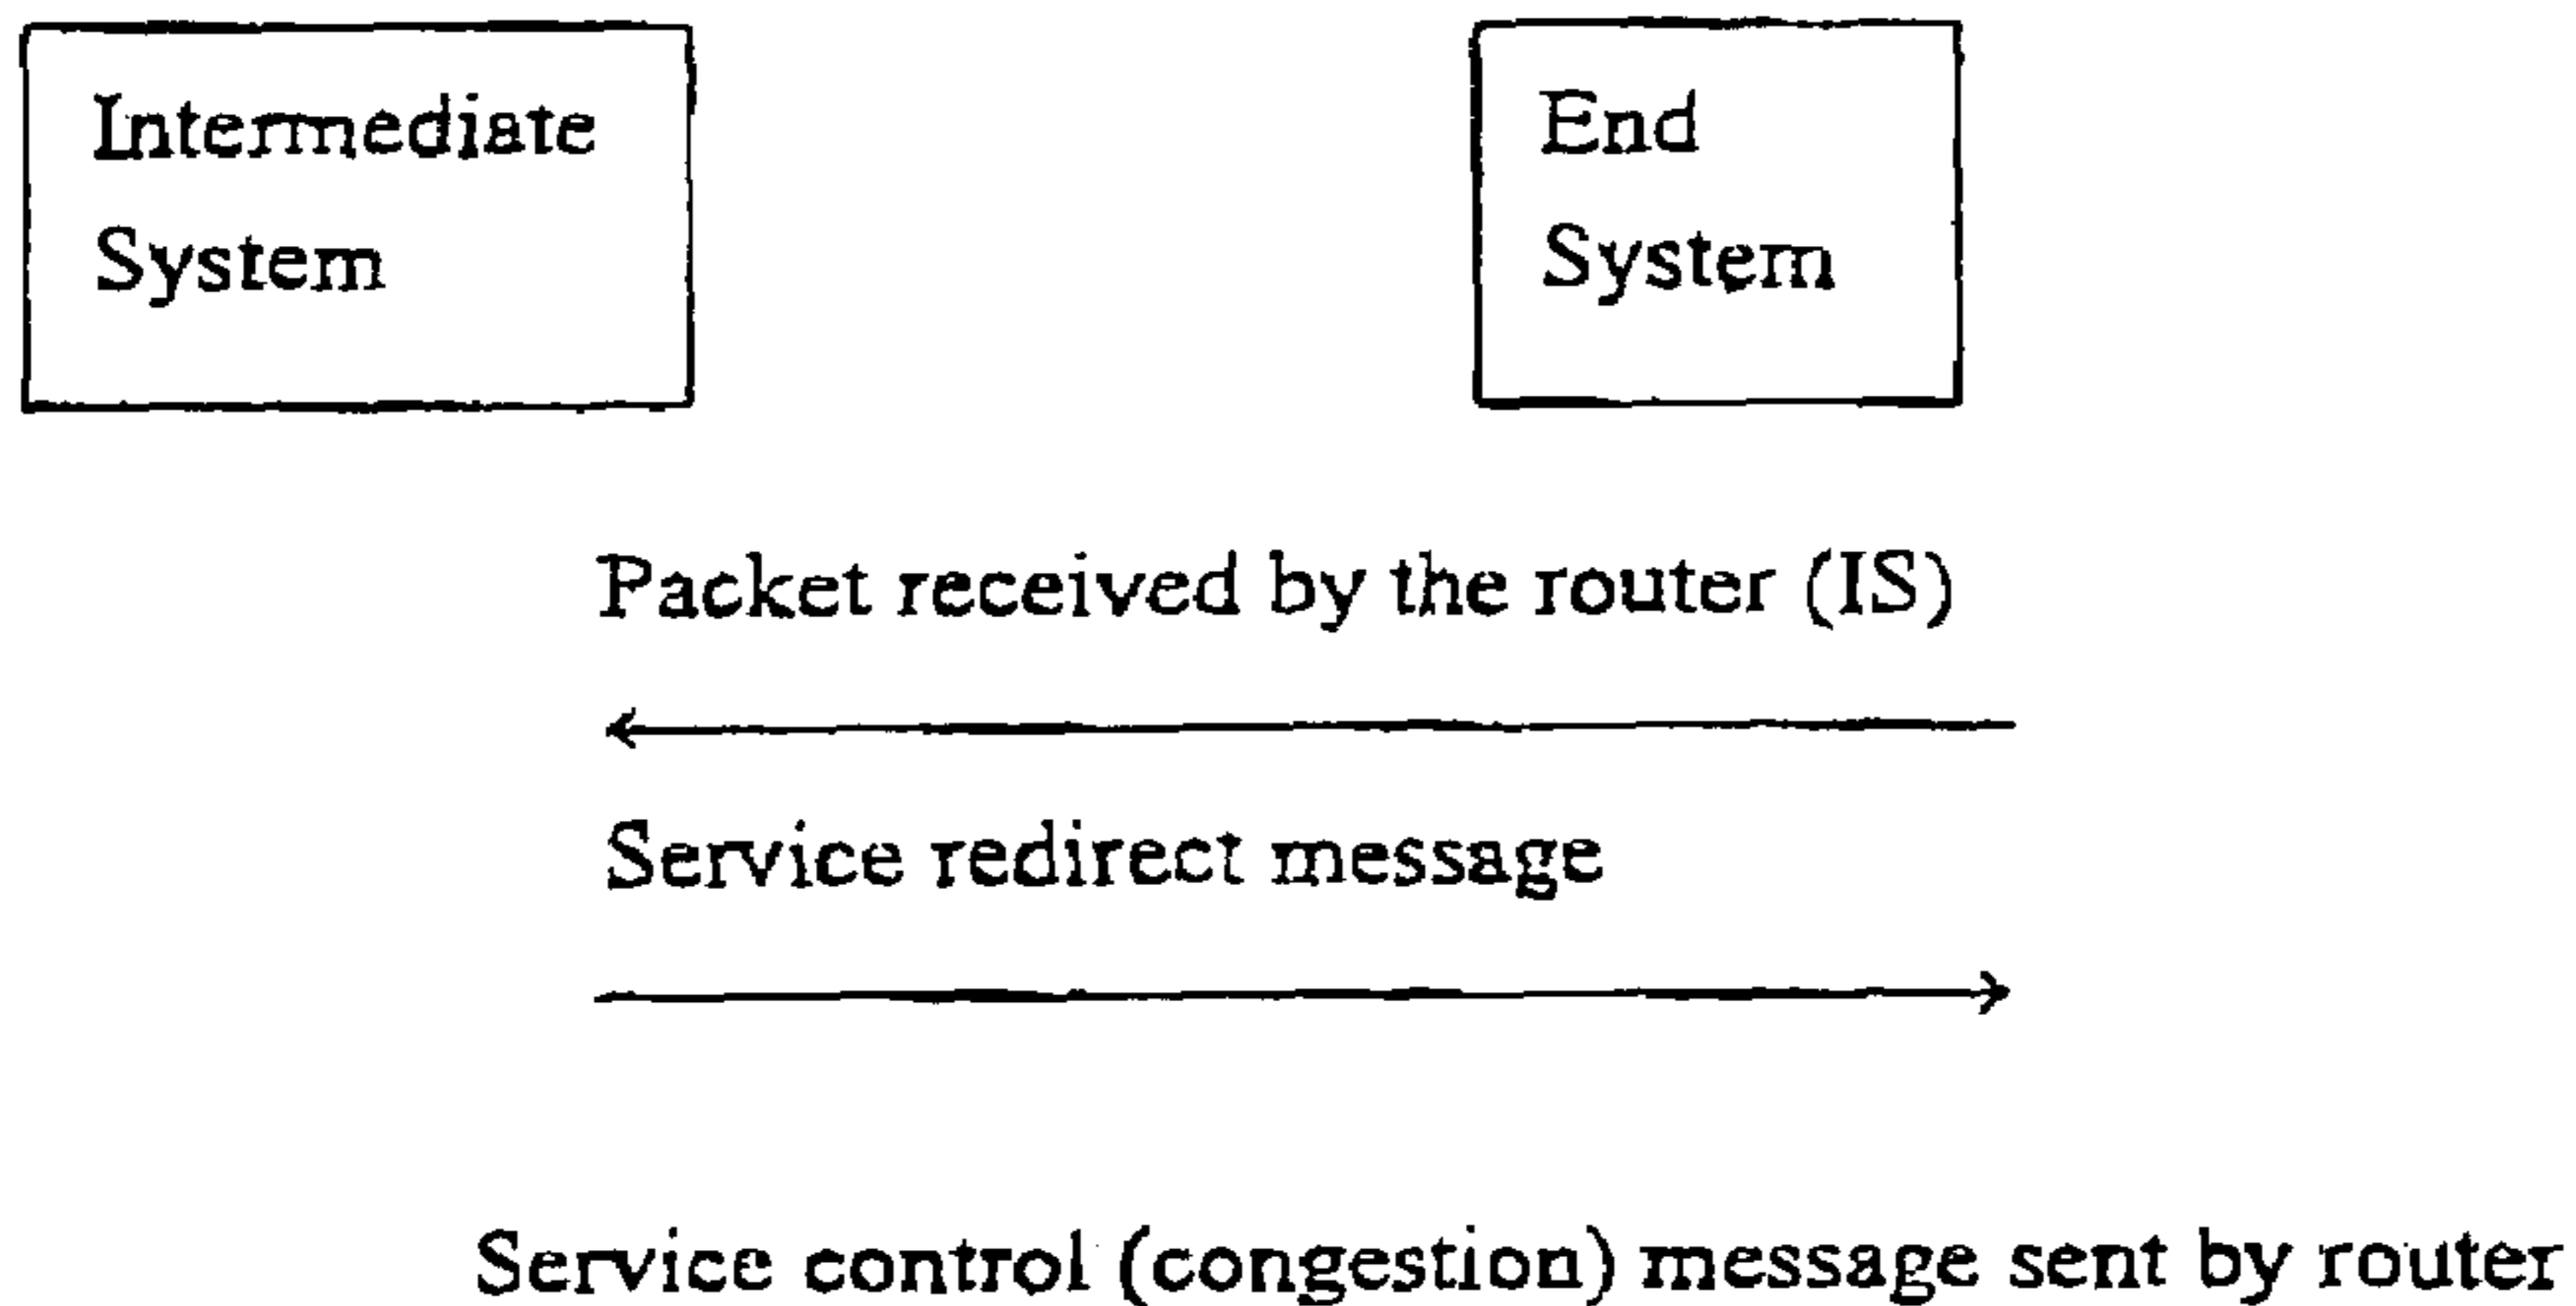 Intermediate
System
End
System
Packet received by the router (IS)
Service redirect message
Service control (congestion) message sent by router